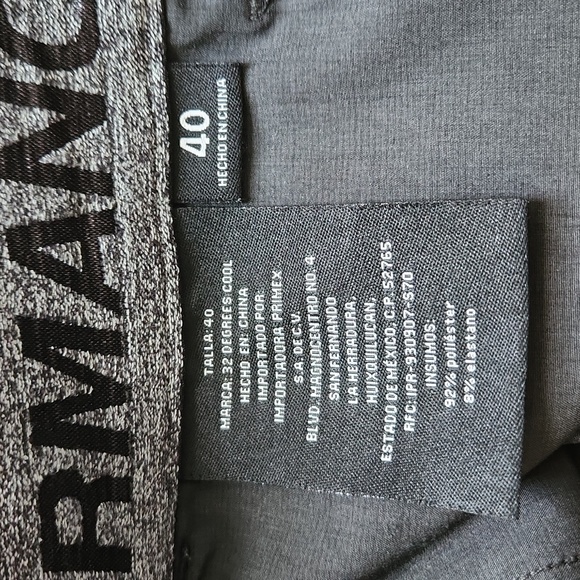 RMANC
40
HECHO EN CHINA
TALLA: 40
MARCA: 32 DEGREES COOL
HECHO EN: CHINA
IMPORTADO POR:
IMPORTADORA PRIMEX
S.A. DE C.V.
BLVD. MAGNOCENTRO NO. 4
SAN FERNANDO
LA HERRADURA,
HUIXQUILUCAN,
ESTADO DE MÉXICO, C.P. 52765
RFC: IPR-930907-S70
INSUMOS:
92% poliéster
8% elastano